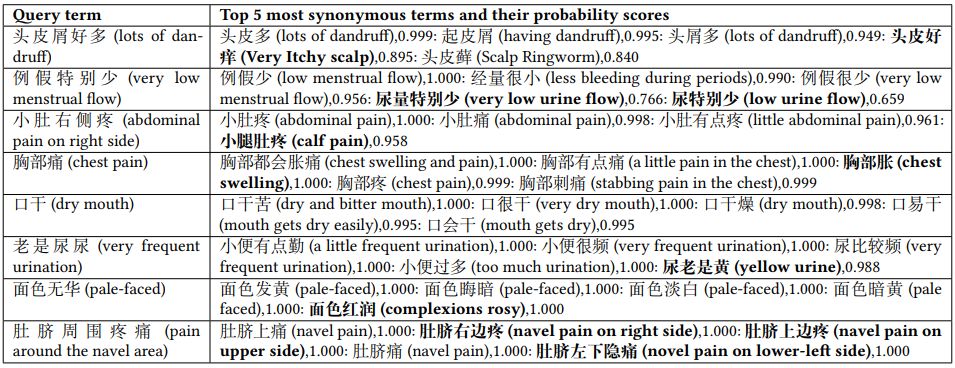 Query term Top 5 most synonymous terms and their probability scores
头皮屑好多 (lots of dan-druff) 头皮多 (lots of dandruff),0.999: 起皮屑 (having dandruff),0.995: 头屑多 (lots of dandruff),0.949: 头皮好
痒 (Very Itchy scalp),0.895: 头皮藓 (Scalp Ringworm),0.840
例假特别少 (very low
menstrual flow)
例假少 (low menstrual flow),1.000: 经量很小 (less bleeding during periods),0.990: 例假很少 (very low
menstrual flow),0.956: 尿量特别少 (very low urine flow),0.766: 尿特别少 (low urine flow),0.659
小肚右侧疼 (abdominal
pain on right side)
小肚疼 (abdominal pain),1.000: 小肚痛 (abdominal pain),0.998: 小肚有点疼 (little abdominal pain),0.961:
小腿肚疼 (calf pain),0.958
胸部痛 (chest pain)
胸部都会胀痛 (chest swelling and pain),1.000: 胸部有点痛 (a little pain in the chest),1.000: 胸部胀 (chest
swelling),1.000: 胸部疼 (chest pain),0.999: 胸部刺痛 (stabbing pain in the chest),0.999
口干 (dry mouth)
口干苦 (dry and bitter mouth),1.000: 口很干 (very dry mouth),1.000: 口干燥 (dry mouth),0.998: 口易干
(mouth gets dry easily),0.995: 口会干 (mouth gets dry),0.995
老是尿尿 (very frequent
urination)
小便有点勤 (a little frequent urination),1.000: 小便很频 (very frequent urination),1.000: 尿比较频 (very
frequent urination),1.000: 小便过多 (too much urination),1.000: 尿老是黄 (yellow urine),0.988
面色无华 (pale-faced)
面色发黄 (pale-faced),1.000: 面色晦暗 (pale-faced),1.000: 面色淡白 (pale-faced),1.000: 面色暗黄 (pale
faced),1.000: 面色红润 (complexions rosy),1.000
肚脐周围疼痛 (pain
around the navel area)
肚脐上痛 (navel pain),1.000: 肚脐右边疼 (navel pain on right side),1.000: 肚脐上边疼 (navel pain on
upper side),1.000: 肚脐痛 (navel pain),1.000: 肚脐左下隐痛 (novel pain on lower-left side),1.000